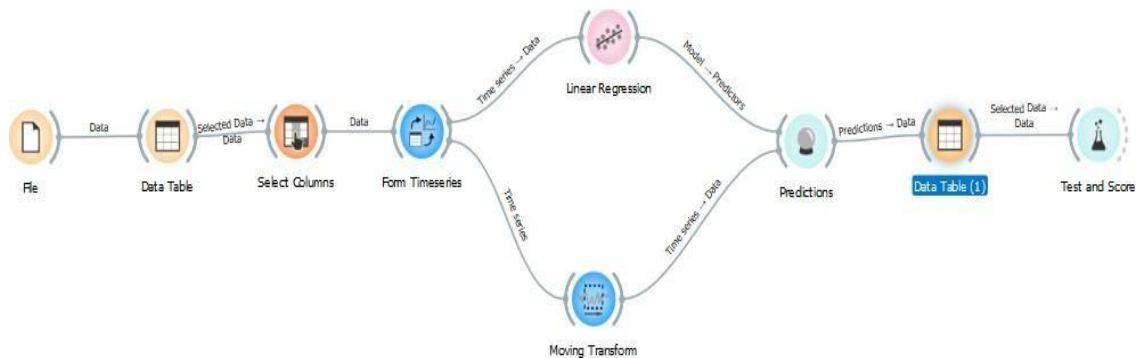 File
Data
Data Table
Selected Data →
Data
Select Columns
Data
Form Timeseries
Time series → Data
Linear Regression
Model → Predictors
Time series
Moving Transform
Time series → Data
Predictions
Predictions → Data
Data Table (1)
Selected Data →
Data
Test and Score